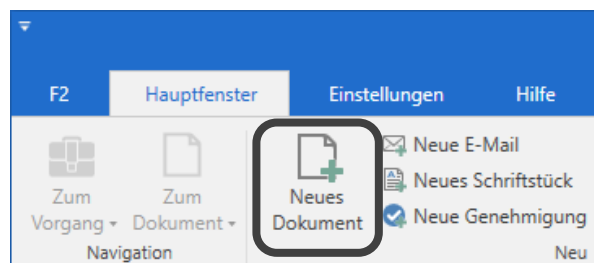 F2 Hauptfenster Einstellungen Hilfe
Zum Vorgang
Zum Dokument
Neues Dokument
Neue E-Mail
Neues Schriftstück
Neue Genehmigung
Navigation Neu